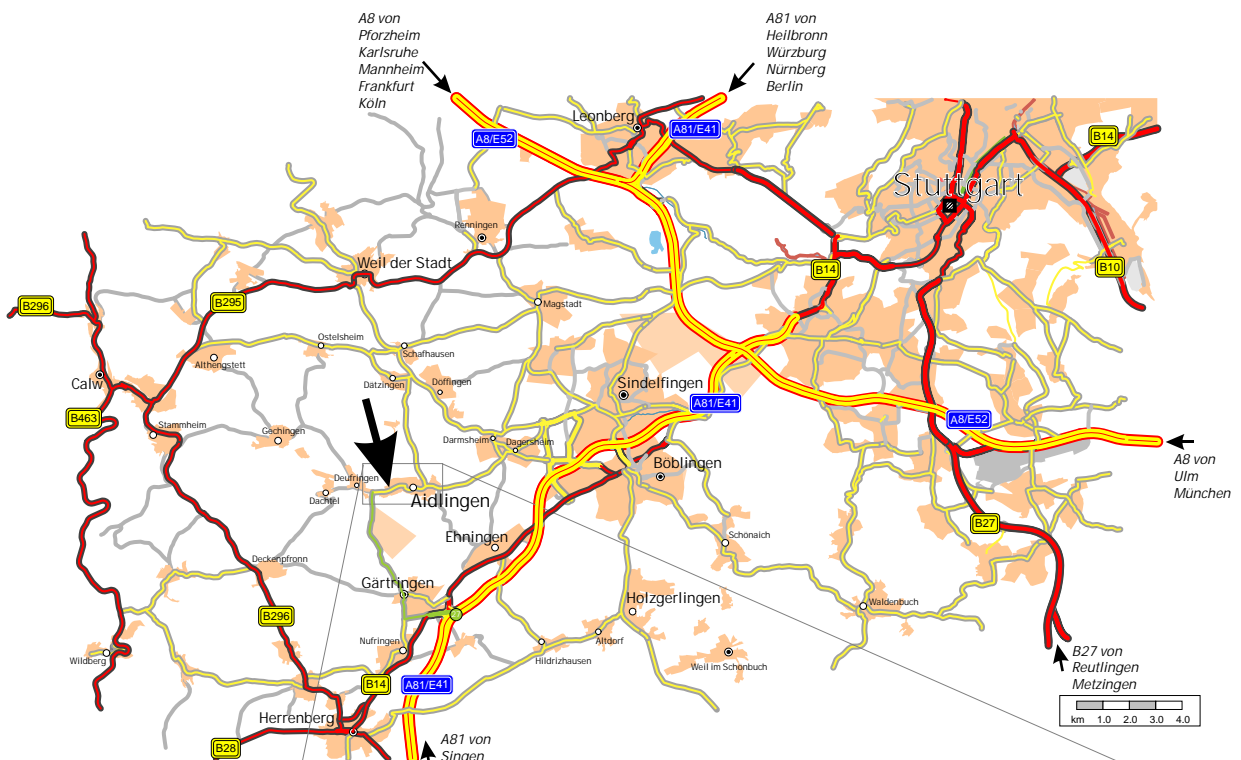 A8 von
Pforzheim
Karlsruhe
Mannheim
Frankfurt
Köln
A81 von
Heilbronn
Würzburg
Nürnberg
Berlin
Leonberg
A8/E52
A81/E41
B14
Stuttgart
Renningen
Weil der Stadt
B14
B10
B296
B295
Magstadt
Ostelsheim
Schafhausen
Althengstett
Calw
Dätzingen
Döffingen
Sindelfingen
A81/E41
B463
A8/E52
Stammheim
Gechingen
Darmsheim
Dagersheim
Böblingen
A8 von
Ulm
München
Deufringen
Dachtel
Aidlingen
B27
Ehningen
Schönaich
Deckenpfronn
Gärtringen
Holzgerlingen
Waldenbuch
B296
Nufringen
Altdorf
Hildrizhausen
Wildberg
Weil im Schönbuch
B27 von
Reutlingen
Metzingen
B14
A81/E41
km 1.0 2.0 3.0 4.0
Herrenberg
B28
A81 von
Singen